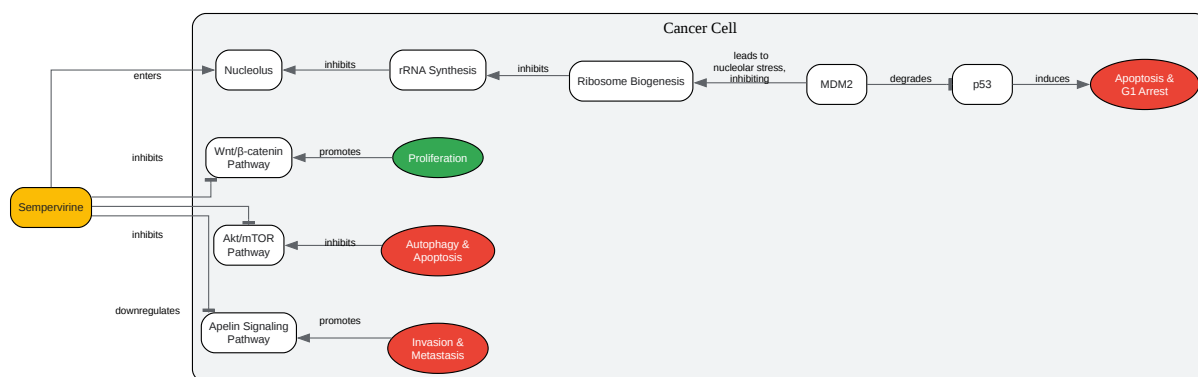 Cancer Cell
enters
Nucleolus
inhibits
rRNA Synthesis
inhibits
Ribosome Biogenesis
leads to
nucleolar stress,
inhibiting
MDM2
degrades
p53
induces
Apoptosis &
G1 Arrest
inhibits
Wnt/β-catenin
Pathway
promotes
Proliferation
Sempervirine
inhibits
Akt/mTOR
Pathway
inhibits
Autophagy &
Apoptosis
downregulates
Apelin Signaling
Pathway
promotes
Invasion &
Metastasis